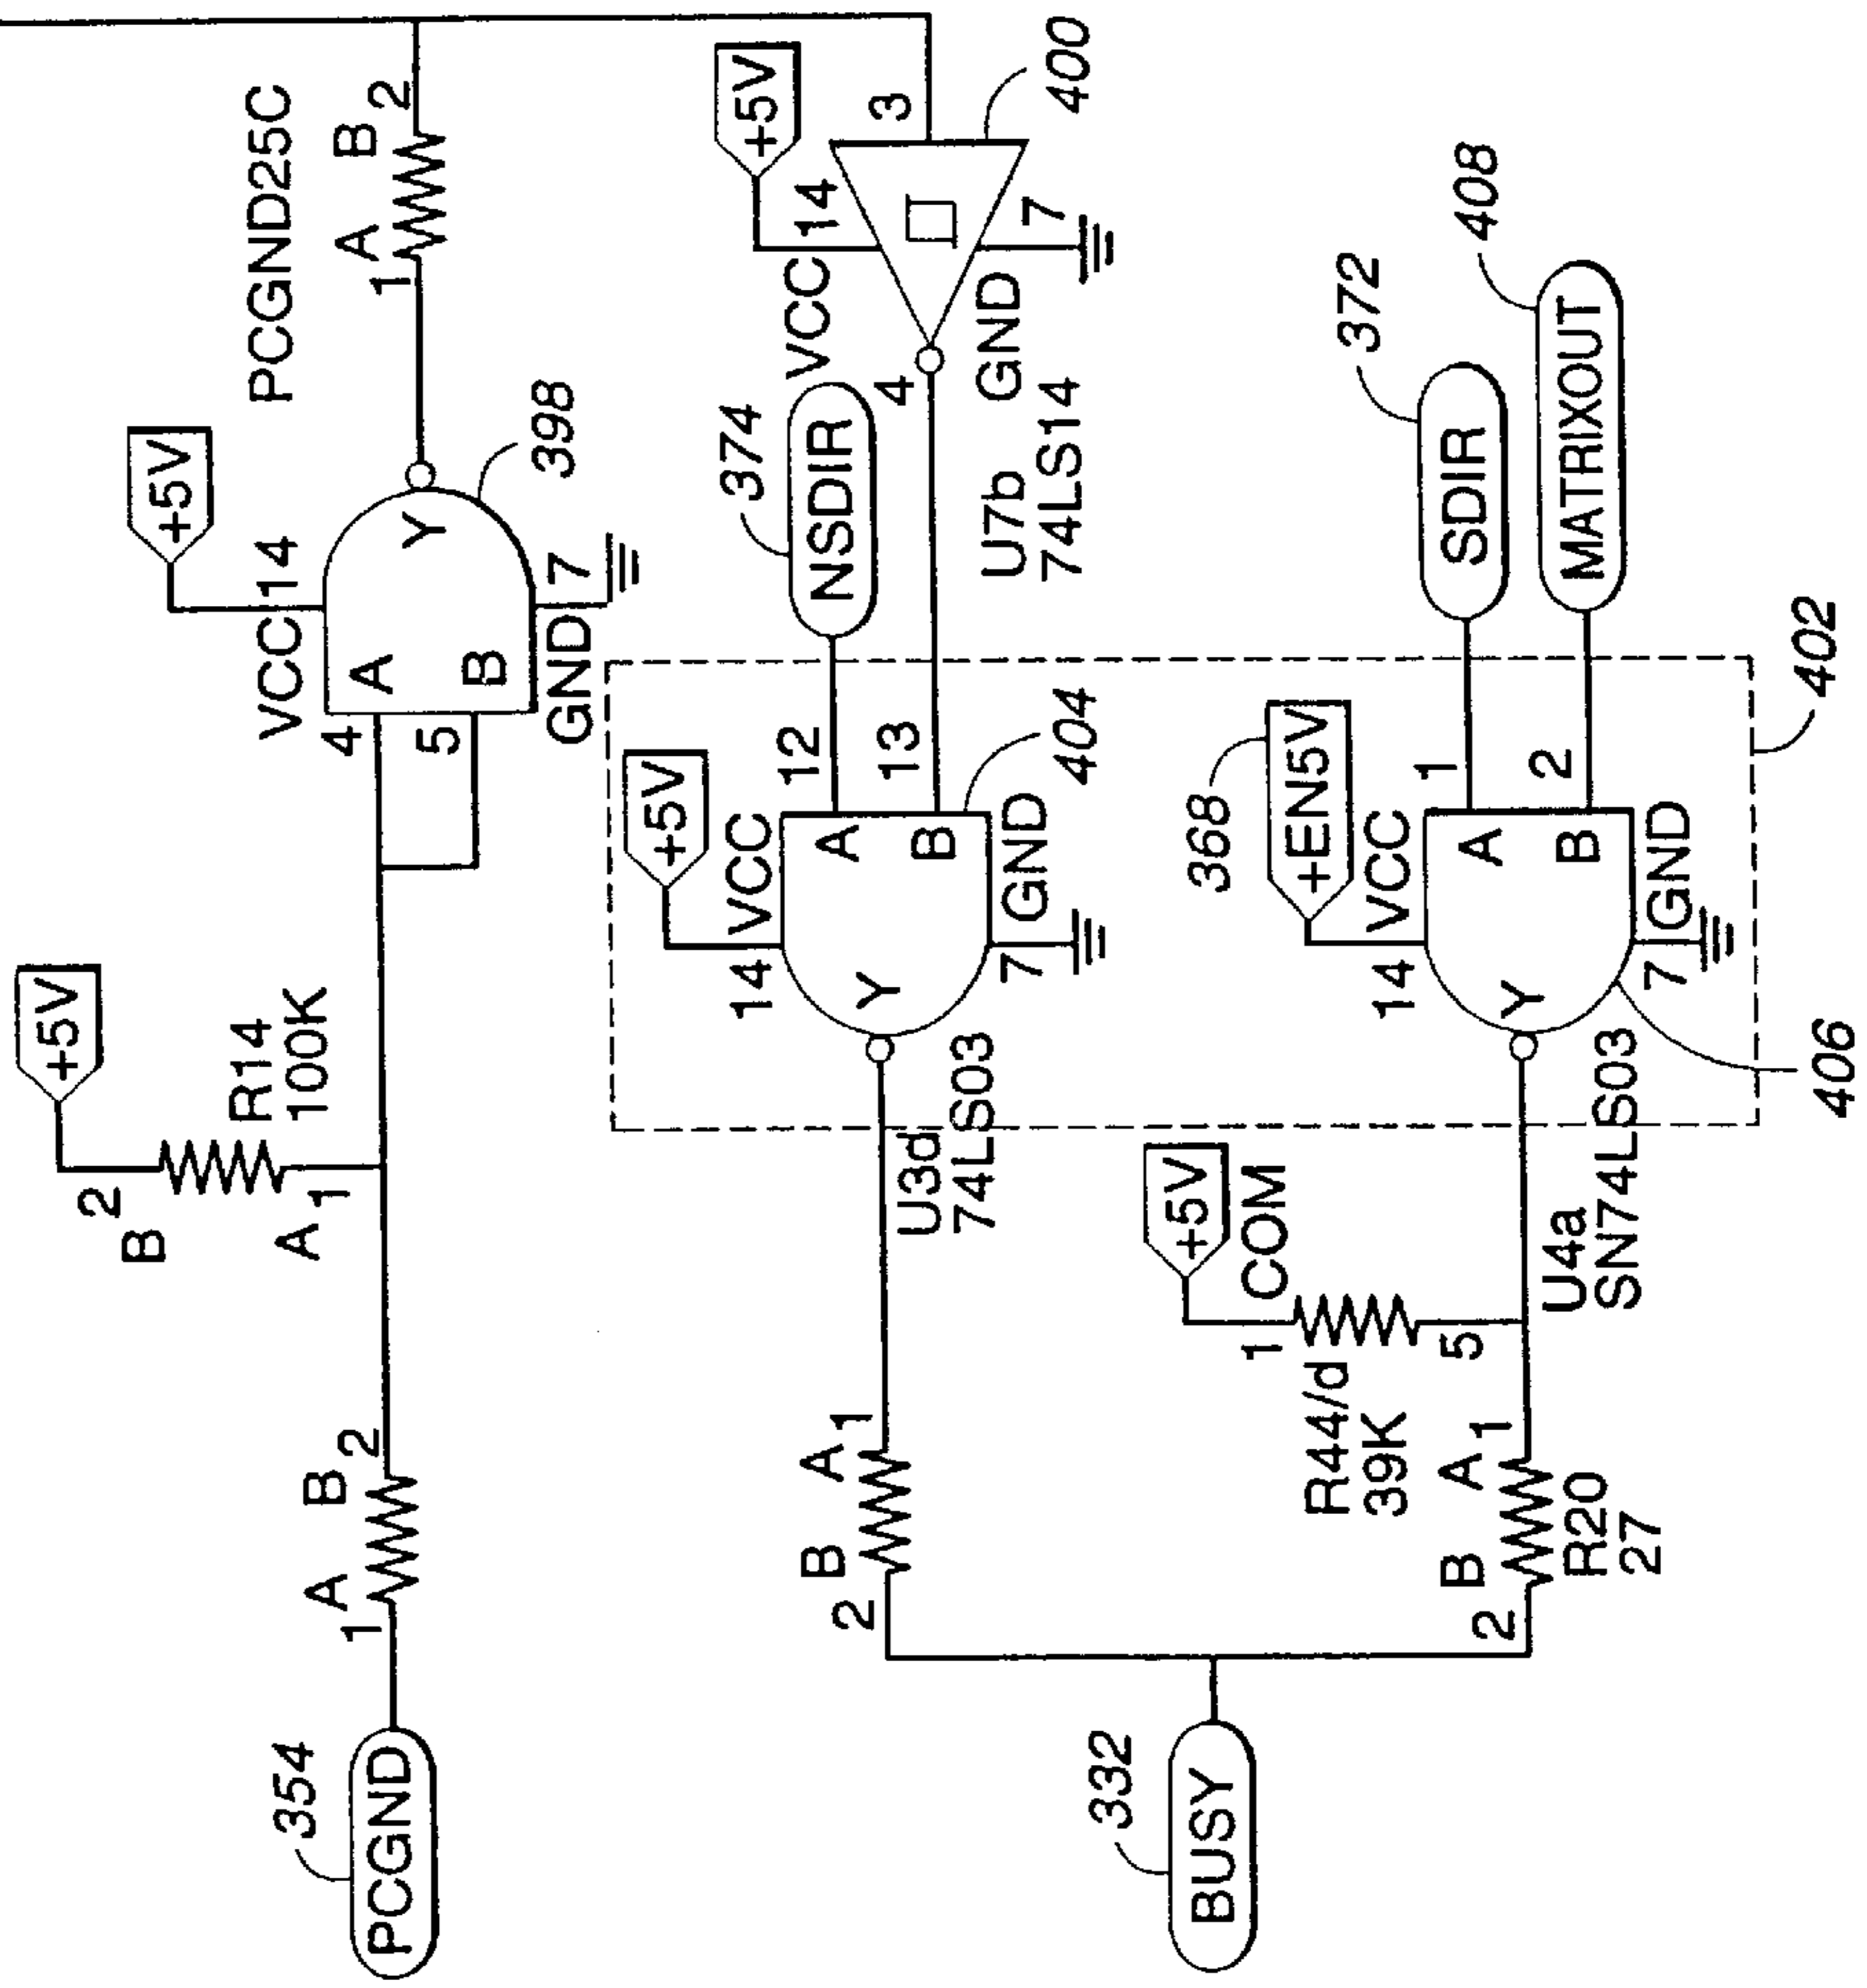 354
PCGND
1
A
B
2
2
B
A
1
+5V
R14
100K
4
5
VCC
14
+5V
A
B
Y
GND
7
398
1
A
B
2
PCGND25C
332
BUSY
2
B
A
1
U3d
74LS03
+5V
14
VCC
Y
A
B
7
GND
12
13
404
374
NSDIR
4
VCC
14
+5V
3
GND
7
400
U7b
74LS14
2
B
A
1
R20
27
R44/d
39K
1
5
COM
+5V
U4a
SN74LS03
368
+EN5V
14
VCC
Y
A
B
7
GND
1
2
406
402
372
SDIR
408
MATRIXOUT